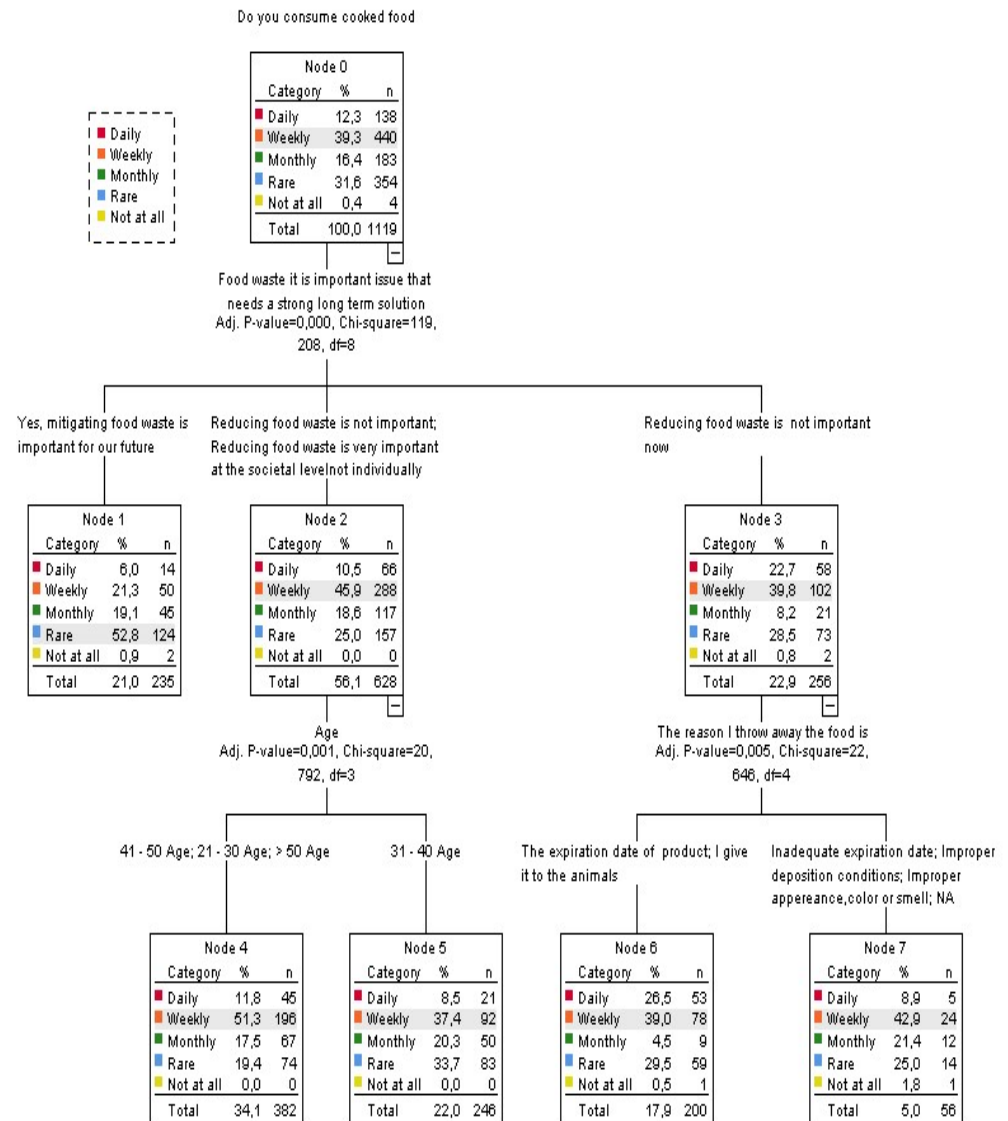 Do you consume cooked food
Daily
Weekly
Monthly
Rare
Not at all
Node 0
Category % n
Daily 12,3 138
Weekly 39,3 440
Monthly 16,4 183
Rare 31,6 354
Not at all 0,4 4
Total 100,0 1119
Food waste it is important issue that
needs a strong long term solution
Adj. P-value=0,000, Chi-square=119,
208, df=8
Yes, mitigating food waste is
important for our future
Reducing food waste is not important;
Reducing food waste is very important
at the societal levelnot individually
Reducing food waste is not important
now
Node 1
Category % n
Daily 6,0 14
Weekly 21,3 50
Monthly 19,1 45
Rare 52,8 124
Not at all 0,9 2
Total 21,0 235
Node 2
Category % n
Daily 10,5 66
Weekly 45,9 288
Monthly 18,6 117
Rare 25,0 157
Not at all 0,0 0
Total 56,1 628
Node 3
Category % n
Daily 22,7 58
Weekly 39,8 102
Monthly 8,2 21
Rare 28,5 73
Not at all 0,8 2
Total 22,9 256
Age
Adj. P-value=0,001, Chi-square=20,
792, df=3
The reason I throw away the food is
Adj. P-value=0,005, Chi-square=22,
646, df=4
41 - 50 Age; 21 - 30 Age; > 50 Age
31 - 40 Age
The expiration date of product; I give
it to the animals
Inadequate expiration date; Improper
deposition conditions; Improper
appereance,color or smell; NA
Node 4
Category % n
Daily 11,8 45
Weekly 51,3 196
Monthly 17,5 67
Rare 19,4 74
Not at all 0,0 0
Total 34,1 382
Node 5
Category % n
Daily 8,5 21
Weekly 37,4 92
Monthly 20,3 50
Rare 33,7 83
Not at all 0,0 0
Total 22,0 246
Node 6
Category % n
Daily 26,5 53
Weekly 39,0 78
Monthly 4,5 9
Rare 29,5 59
Not at all 0,5 1
Total 17,9 200
Node 7
Category % n
Daily 8,9 5
Weekly 42,9 24
Monthly 21,4 12
Rare 25,0 14
Not at all 1,8 1
Total 5,0 56